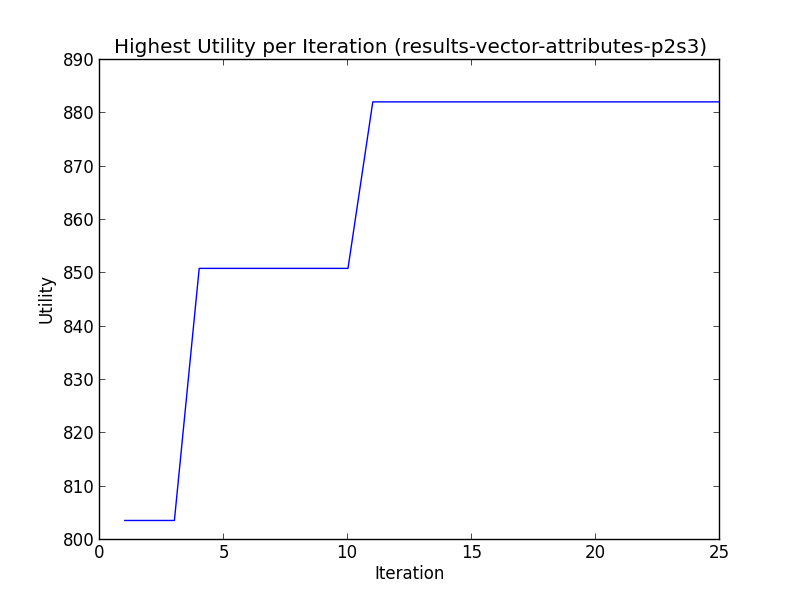 Highest Utility per Iteration (results-vector-attributes-p2s3)
890
880
870
860
850
840
830
820
810
800
Utility
0 5 10 15 20 25
Iteration